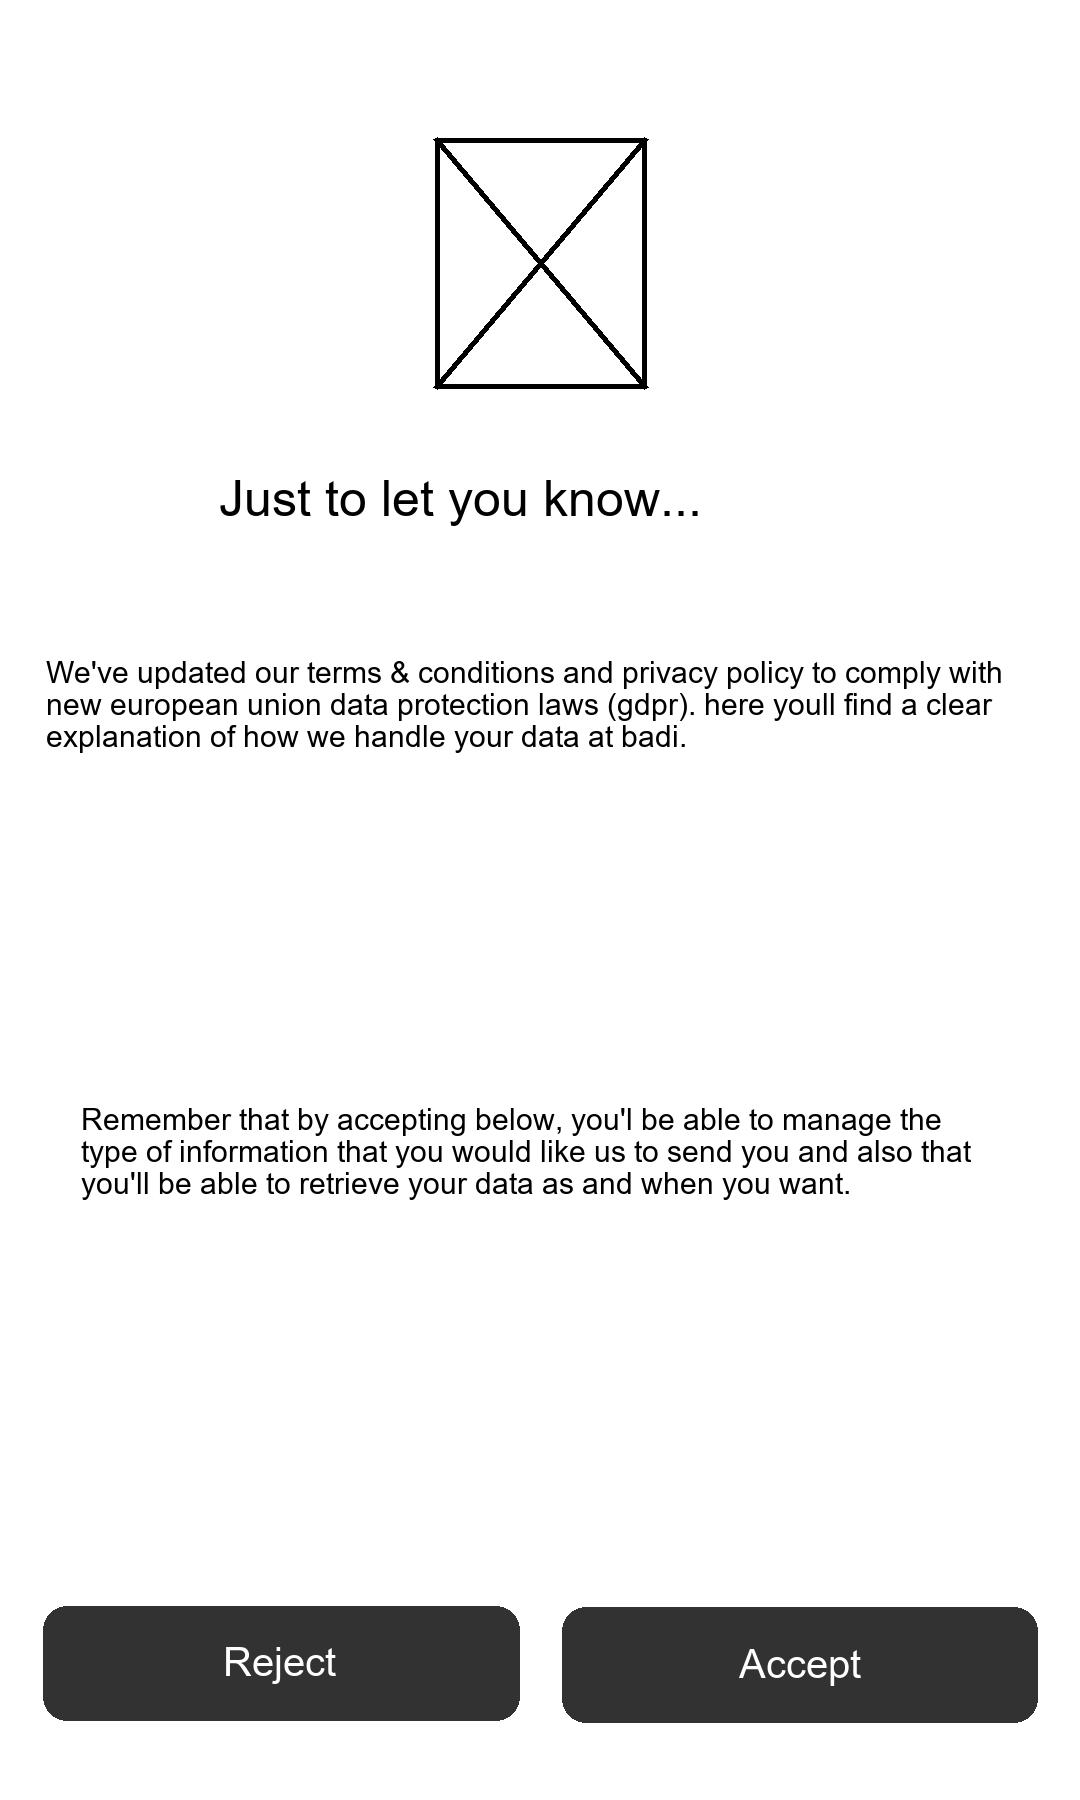 Just to let you know...
We've updated our terms & conditions and privacy policy to comply with
new european union data protection laws (gdpr). here youll find a clear
explanation of how we handle your data at badi.
Remember that by accepting below, you'l be able to manage the
type of information that you would like us to send you and also that
you'll be able to retrieve your data as and when you want.
Reject
Accept